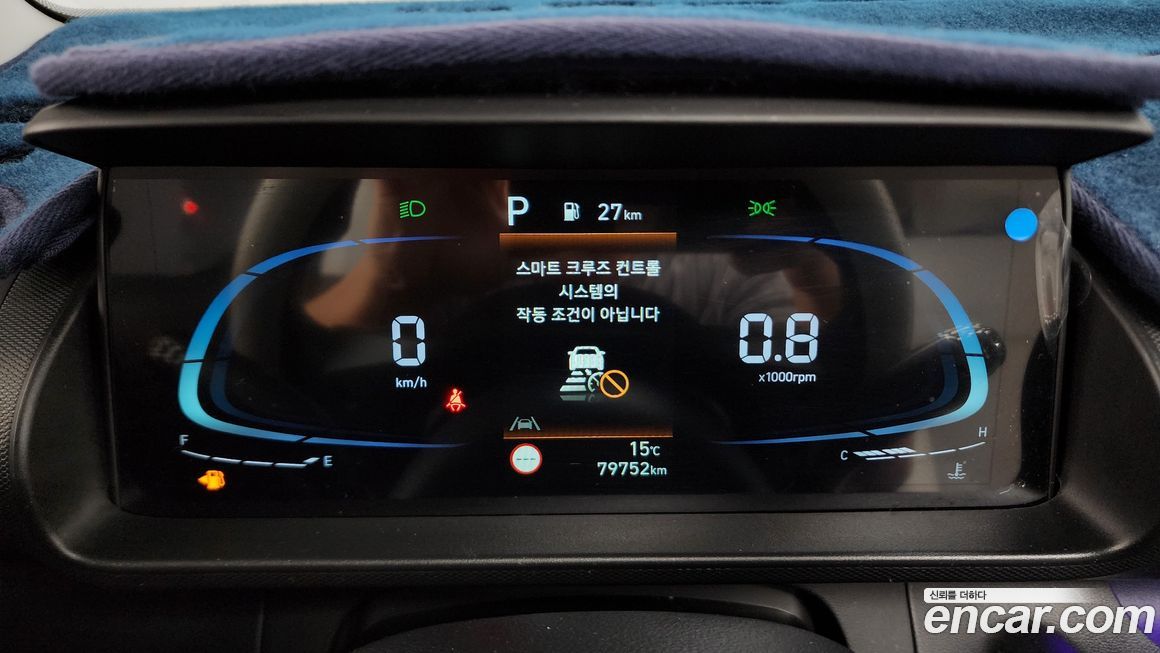 P 27km
스마트 크루즈 컨트롤
시스템의
작동 조건이 아닙니다
0
km/h
0.8
x1000rpm
F
E
C
H
---
15℃
79752km
신뢰를 더하다
encar.com